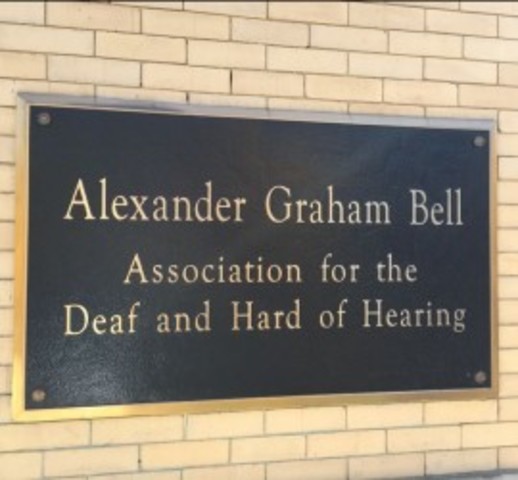 Alexander Graham Bell
Association for the
Deaf and Hard of Hearing